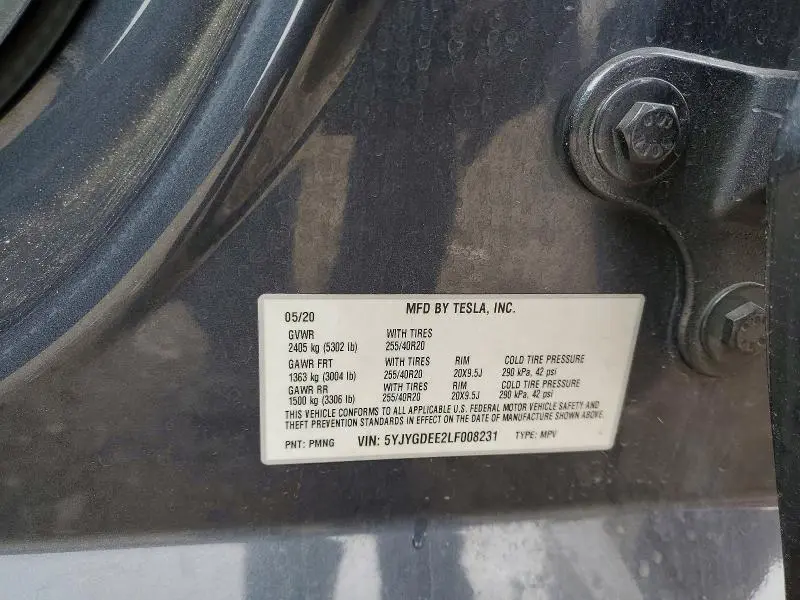 05/20 MFD BY TESLA, INC.
GVWR WITH TIRES
2405 kg (5302 lb) 255/40R20
GAWR FRT WITH TIRES RIM COLD TIRE PRESSURE
1363 kg (3004 lb) 255/40R20 20X9.5J 290 kPa, 42 psi
GAWR RR WITH TIRES RIM COLD TIRE PRESSURE
1500 kg (3306 lb) 255/40R20 20X9.5J 290 kPa, 42 psi
THIS VEHICLE CONFORMS TO ALL APPLICABLE U.S. FEDERAL MOTOR VEHICLE SAFETY AND
THEFT PREVENTION STANDARDS IN EFFECT ON THE DATE OF MANUFACTURE SHOWN ABOVE.
PNT: PMNG VIN: 5YJYGDEE2LF008231 TYPE: MPV